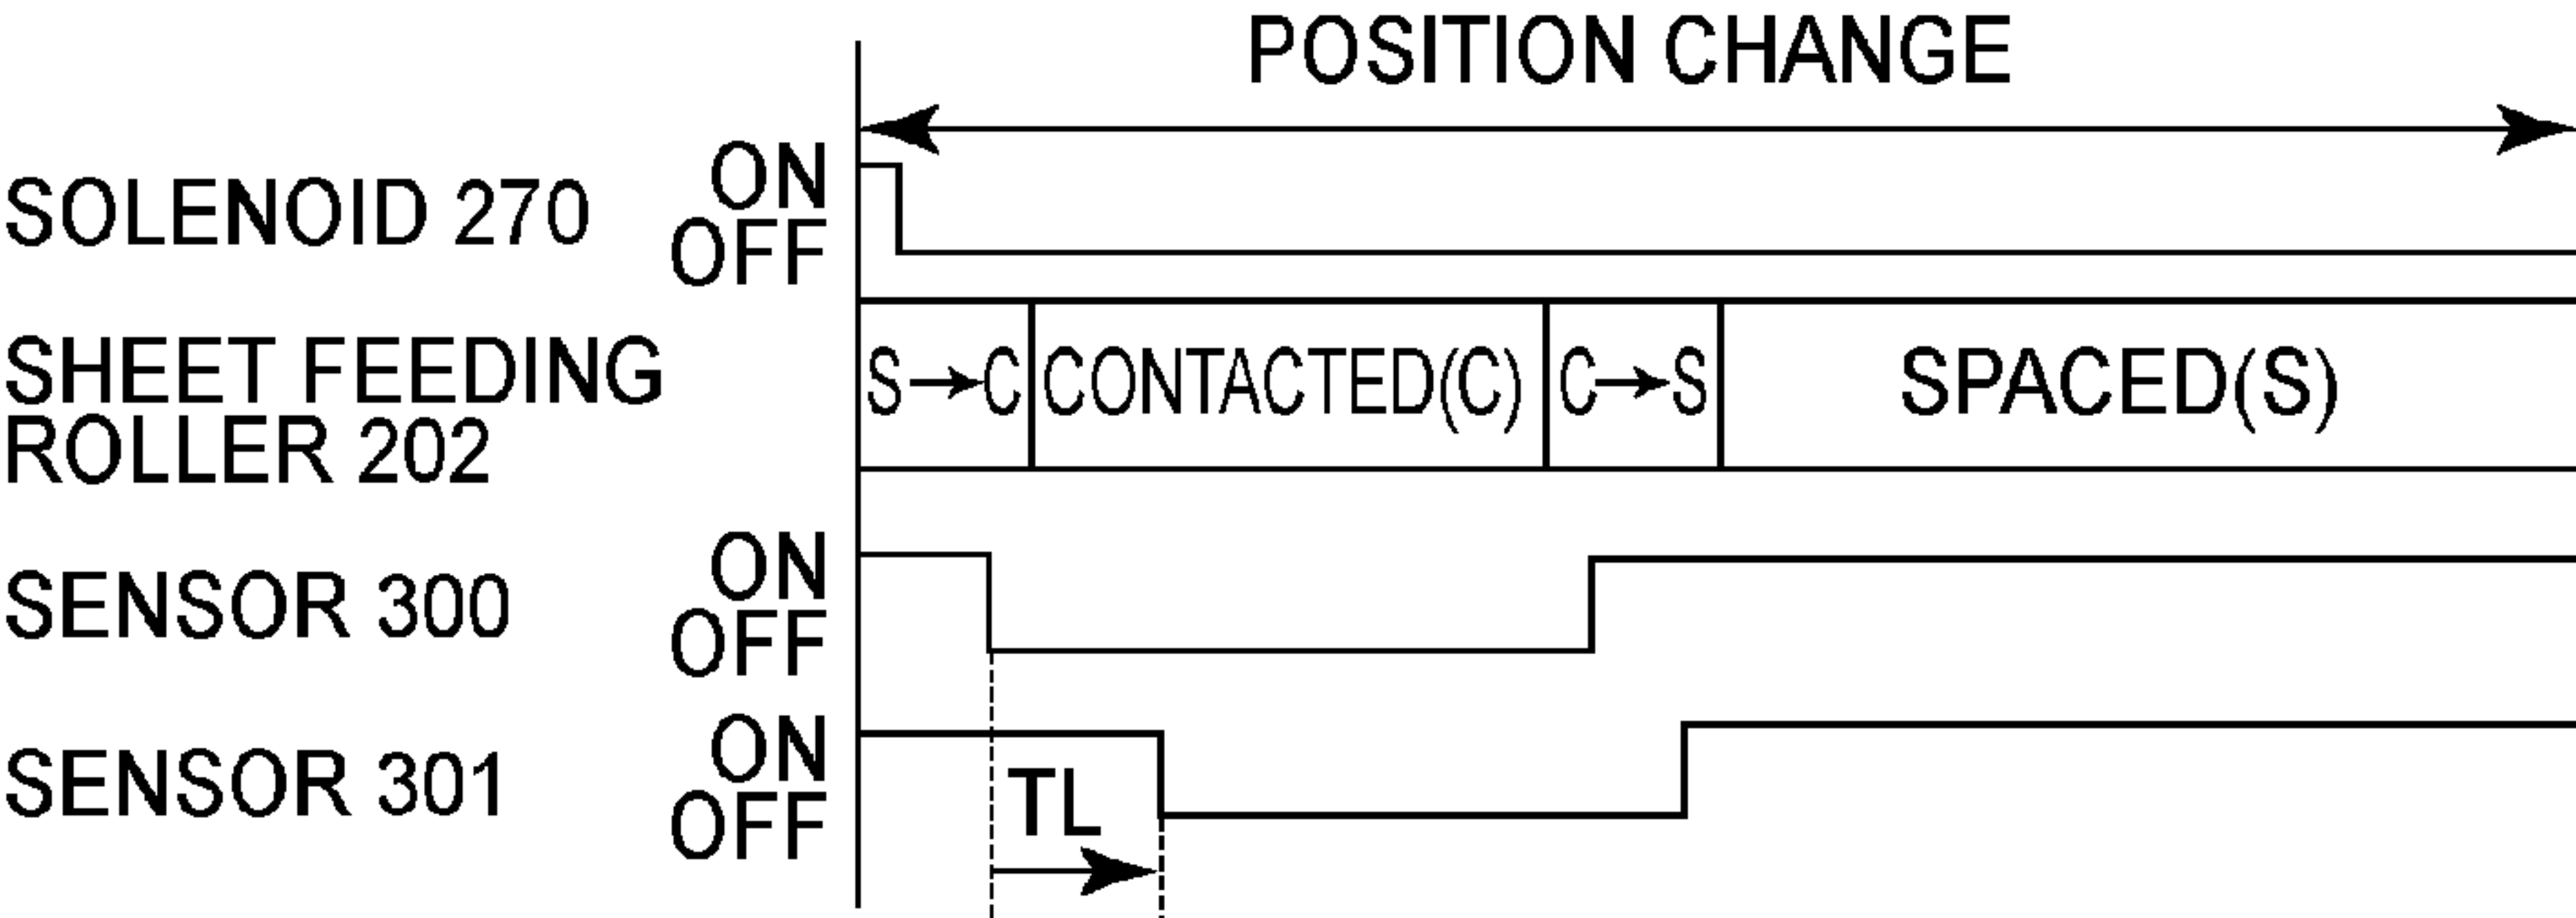 POSITION CHANGE
SOLENOID 270
ON
OFF
SHEET FEEDING
ROLLER 202
S→C
CONTACTED(C)
C→S
SPACED(S)
SENSOR 300
ON
OFF
SENSOR 301
ON
OFF
TL